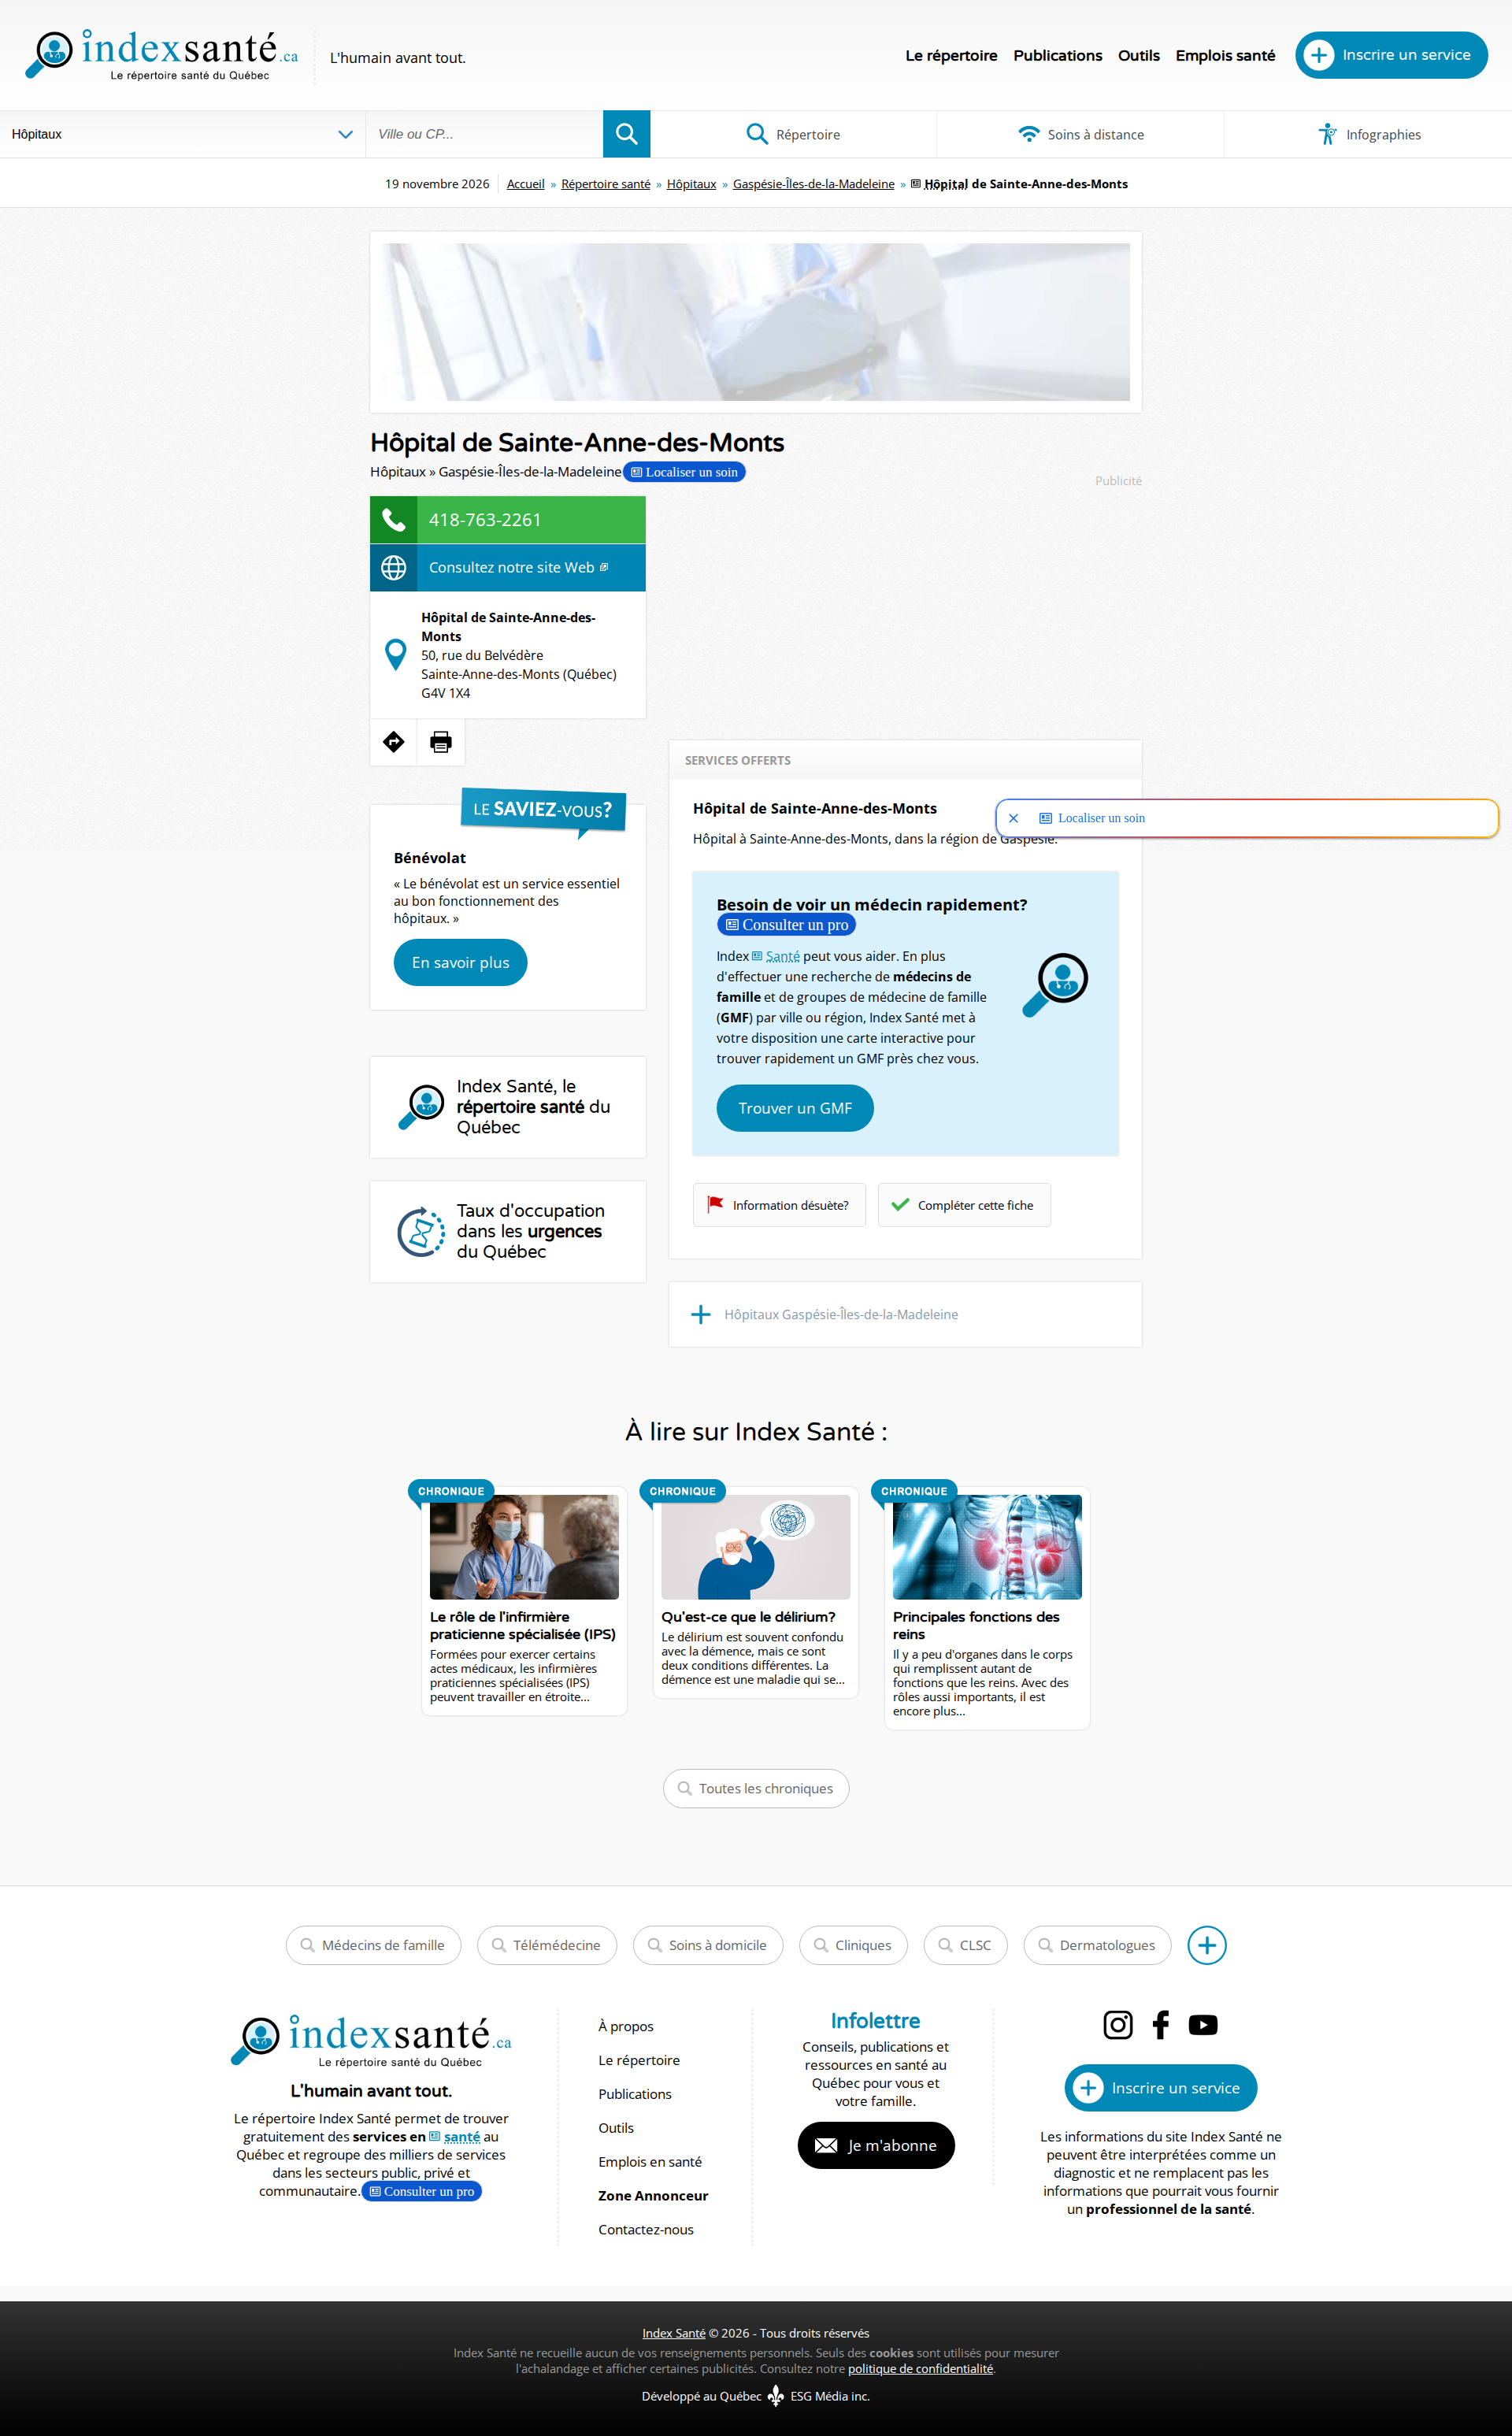 indexsanté.ca
Le répertoire santé du Québec
L'humain avant tout.
Le répertoire
Publications
Outils
Emplois santé
Inscrire un service
Hôpitaux
Ville ou CP...
Répertoire
Soins à distance
Infographies
19 novembre 2026
Accueil » Répertoire santé » Hôpitaux » Gaspésie-Îles-de-la-Madeleine » Hôpital de Sainte-Anne-des-Monts
Hôpital de Sainte-Anne-des-Monts
Hôpitaux » Gaspésie-Îles-de-la-Madeleine Localiser un soin
Publicité
418-763-2261
Consultez notre site Web
Hôpital de Sainte-Anne-des-
Monts
50, rue du Belvédère
Sainte-Anne-des-Monts (Québec)
G4V 1X4
LE SAVIEZ-VOUS?
Bénévolat
« Le bénévolat est un service essentiel
au bon fonctionnement des
hôpitaux. »
En savoir plus
Index Santé, le
répertoire santé du
Québec
Taux d'occupation
dans les urgences
du Québec
SERVICES OFFERTS
Hôpital de Sainte-Anne-des-Monts
Localiser un soin
Hôpital à Sainte-Anne-des-Monts, dans la région de Gaspésie.
Besoin de voir un médecin rapidement?
Consulter un pro
Index Santé peut vous aider. En plus
d'effectuer une recherche de médecins de
famille et de groupes de médecine de famille
(GMF) par ville ou région, Index Santé met à
votre disposition une carte interactive pour
trouver rapidement un GMF près chez vous.
Trouver un GMF
Information désuète?
Compléter cette fiche
Hôpitaux Gaspésie-Îles-de-la-Madeleine
À lire sur Index Santé :
CHRONIQUE
Le rôle de l'infirmière
praticienne spécialisée (IPS)
Formées pour exercer certains
actes médicaux, les infirmières
praticiennes spécialisées (IPS)
peuvent travailler en étroite...
CHRONIQUE
Qu'est-ce que le délirium?
Le délirium est souvent confondu
avec la démence, mais ce sont
deux conditions différentes. La
démence est une maladie qui se...
CHRONIQUE
Principales fonctions des
reins
Il y a peu d'organes dans le corps
qui remplissent autant de
fonctions que les reins. Avec des
rôles aussi importants, il est
encore plus...
Toutes les chroniques
Médecins de famille
Télémédecine
Soins à domicile
Cliniques
CLSC
Dermatologues
indexsanté.ca
Le répertoire santé du Québec
L'humain avant tout.
Le répertoire Index Santé permet de trouver
gratuitement des services en santé au
Québec et regroupe des milliers de services
dans les secteurs public, privé et
communautaire. Consulter un pro
À propos
Le répertoire
Publications
Outils
Emplois en santé
Zone Annonceur
Contactez-nous
Infolettre
Conseils, publications et
ressources en santé au
Québec pour vous et
votre famille.
Je m'abonne
Inscrire un service
Les informations du site Index Santé ne
peuvent être interprétées comme un
diagnostic et ne remplacent pas les
informations que pourrait vous fournir
un professionnel de la santé.
Index Santé © 2026 - Tous droits réservés
Index Santé ne recueille aucun de vos renseignements personnels. Seuls des cookies sont utilisés pour mesurer
l'achalandage et afficher certaines publicités. Consultez notre politique de confidentialité.
Développé au Québec ESG Média inc.